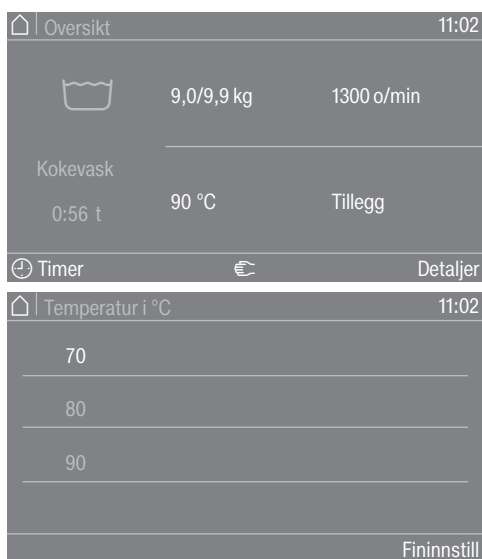 Oversikt 11:02
9,0/9,9 kg 1300 o/min
Kokevask
0:56 t
90 °C Tillegg
Timer Detaljer
Temperatur i °C 11:02
70
80
90
Fininnstill